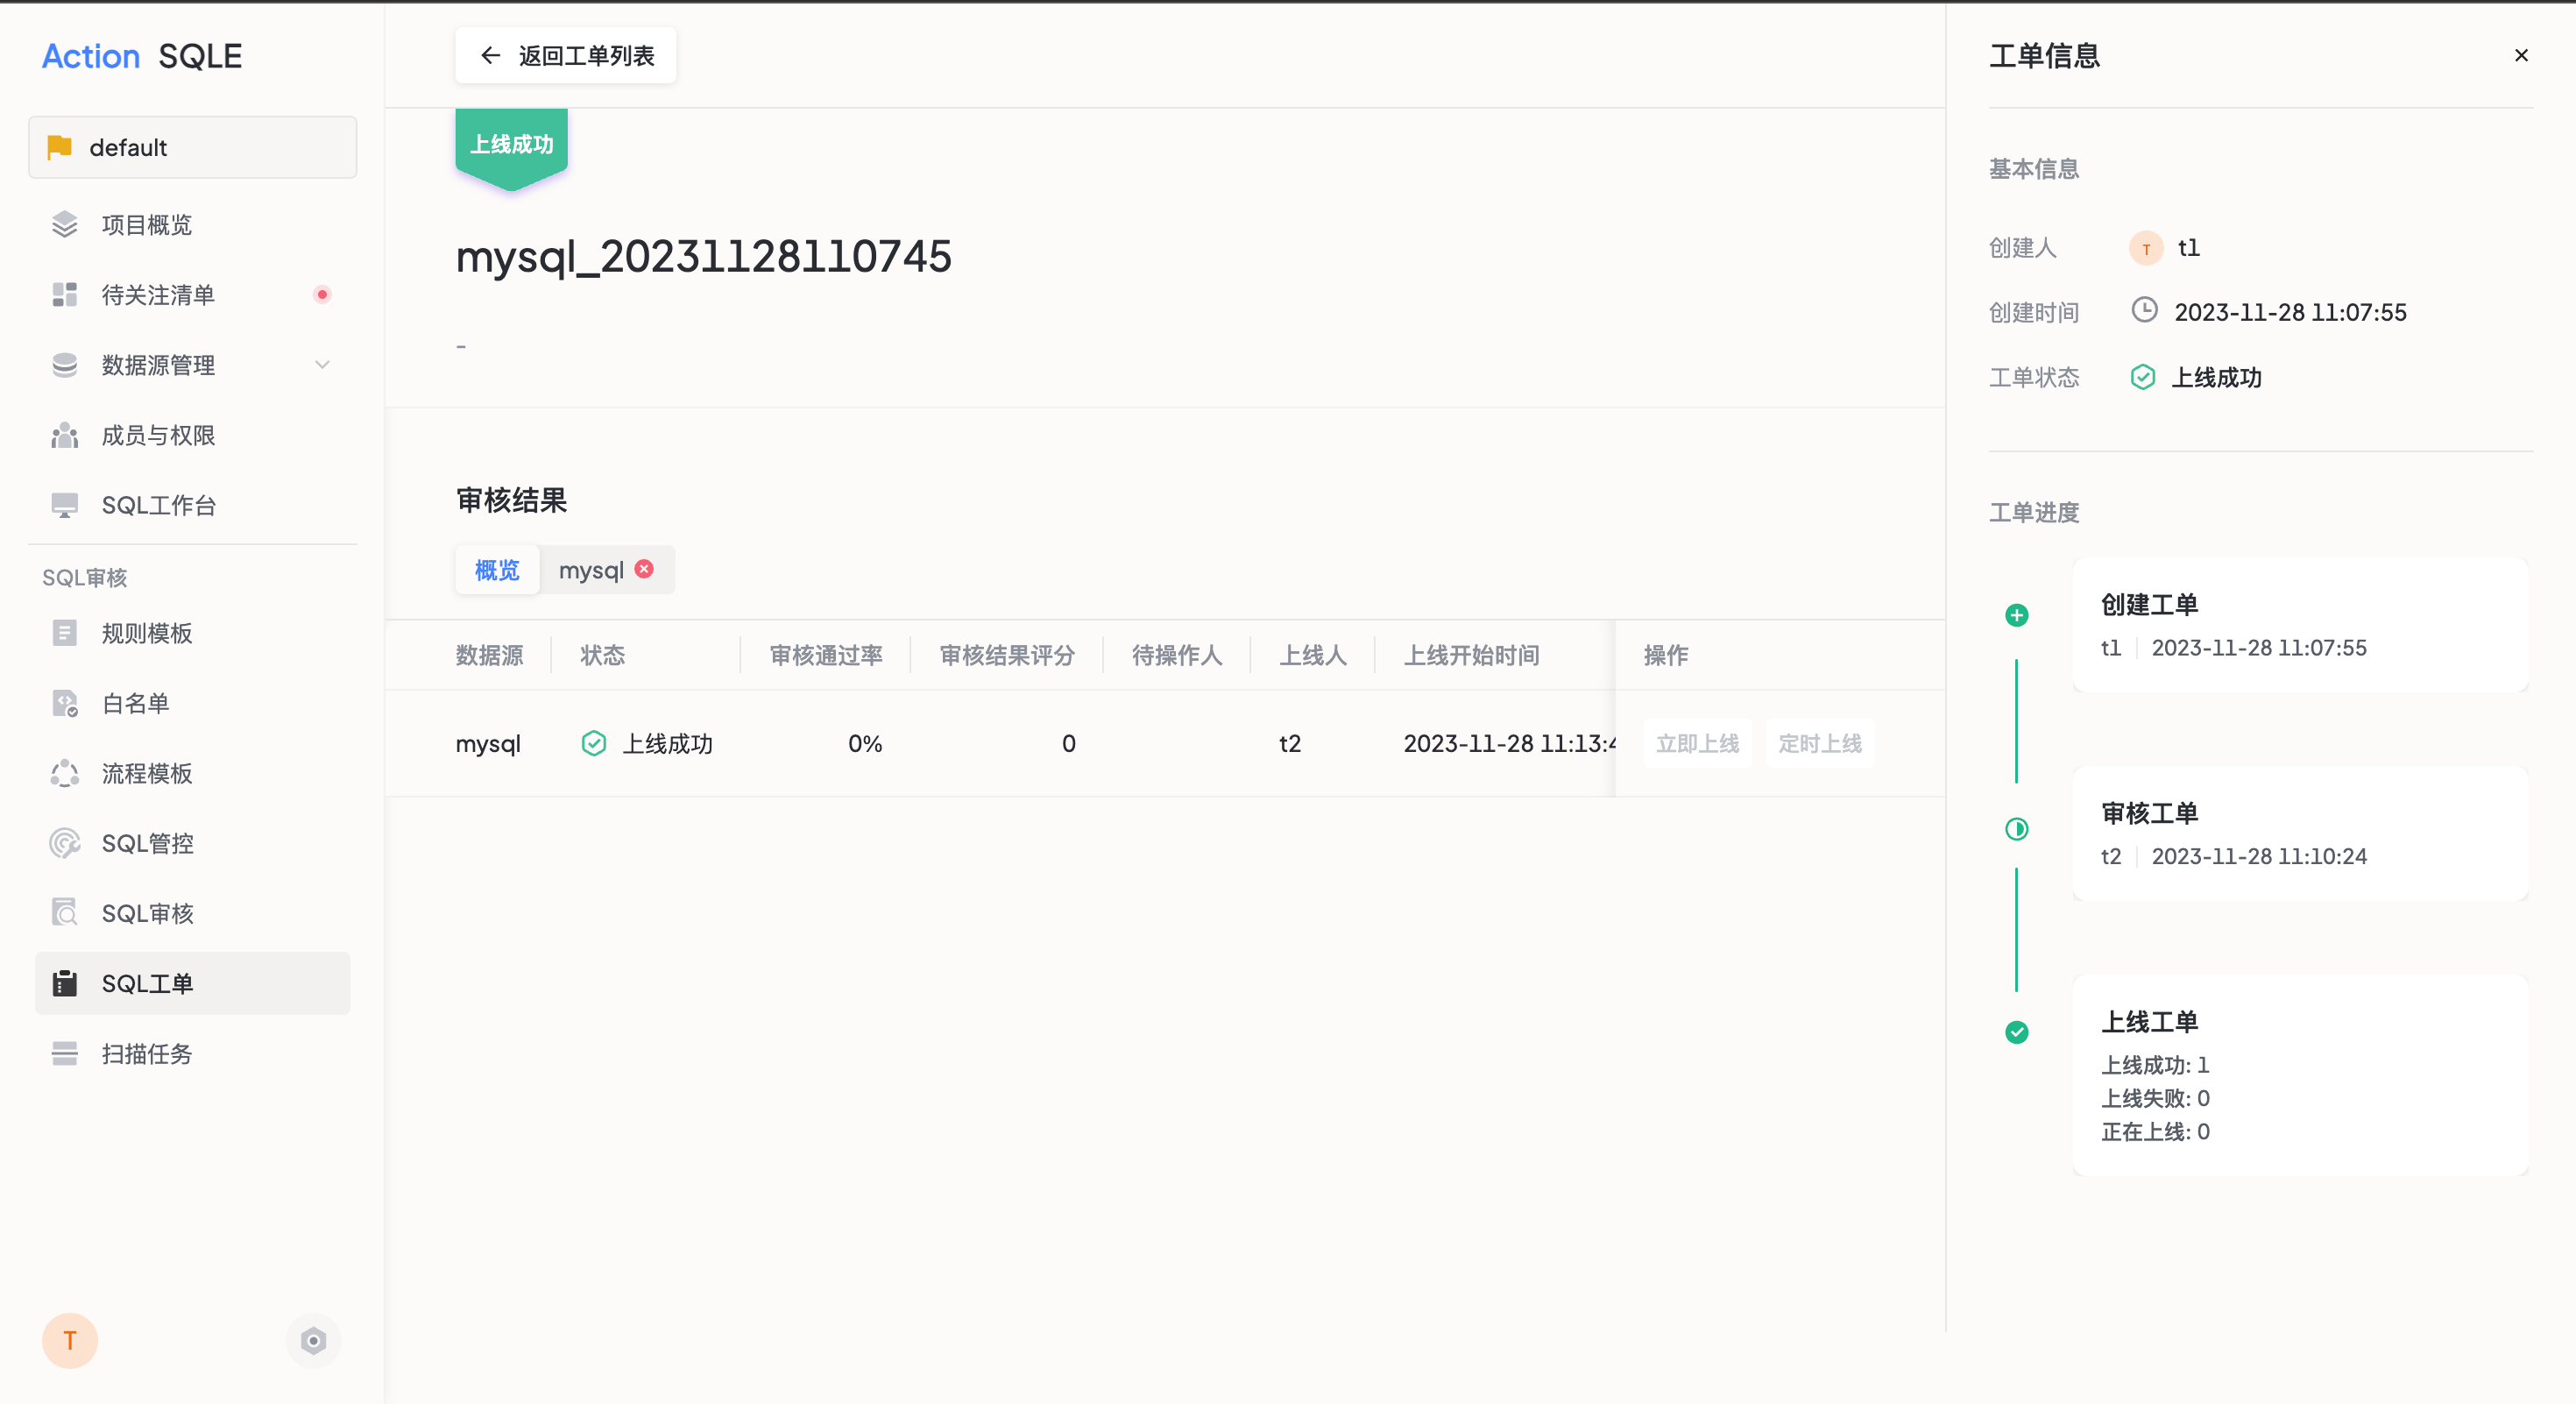 Action SQLE
default
项目概览
待关注清单
数据源管理
成员与权限
SQL工作台
SQL审核
规则模板
白名单
流程模板
SQL管控
SQL审核
SQL工单
扫描任务
T
返回工单列表
上线成功
mysql_20231128110745
-
审核结果
概览 mysql
数据源 状态 审核通过率 审核结果评分 待操作人 上线人 上线开始时间 操作
mysql 上线成功 0% 0 t2 2023-11-28 11:13:4 立即上线 定时上线
工单信息
基本信息
创建人 T t1
创建时间 2023-11-28 11:07:55
工单状态 上线成功
工单进度
创建工单
t1 2023-11-28 11:07:55
审核工单
t2 2023-11-28 11:10:24
上线工单
上线成功: 1
上线失败: 0
正在上线: 0